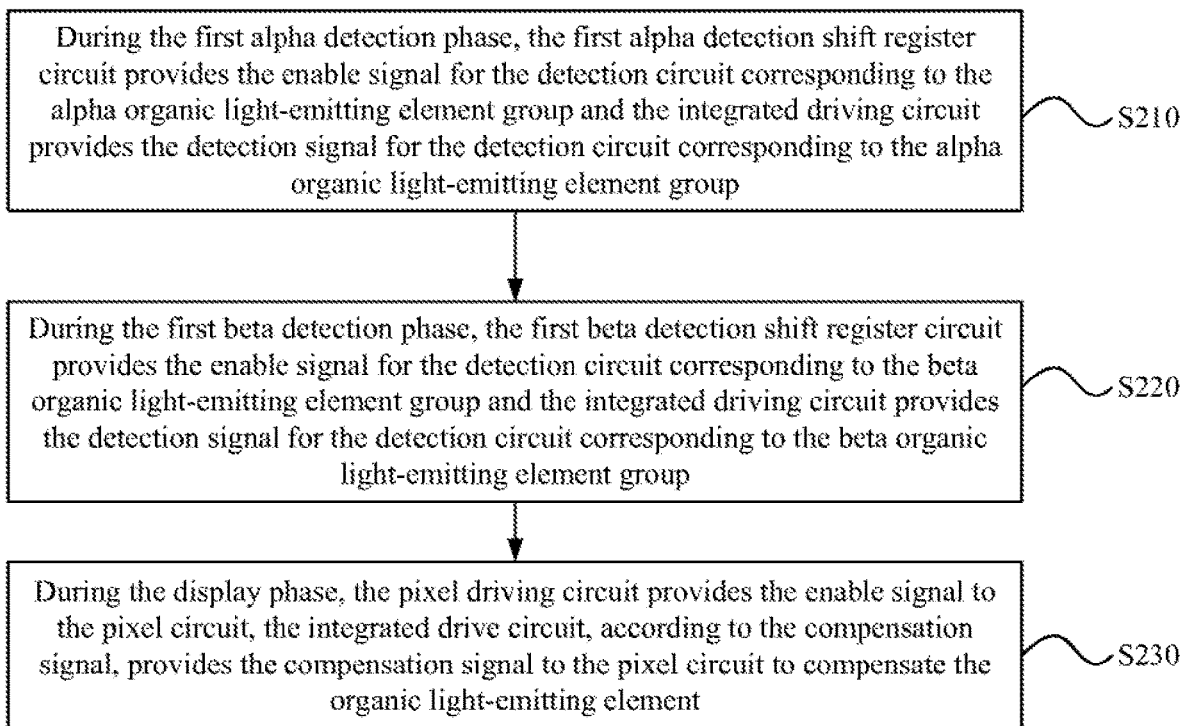 During the first alpha detection phase, the first alpha detection shift register
circuit provides the enable signal for the detection circuit corresponding to the
alpha organic light-emitting element group and the integrated driving circuit
provides the detection signal for the detection circuit corresponding to the alpha
organic light-emitting element group
S210
During the first beta detection phase, the first beta detection shift register circuit
provides the enable signal for the detection circuit corresponding to the beta
organic light-emitting element group and the integrated driving circuit provides
the detection signal for the detection circuit corresponding to the beta organic
light-emitting element group
S220
During the display phase, the pixel driving circuit provides the enable signal to
the pixel circuit, the integrated drive circuit, according to the compensation
signal, provides the compensation signal to the pixel circuit to compensate the
organic light-emitting element
S230